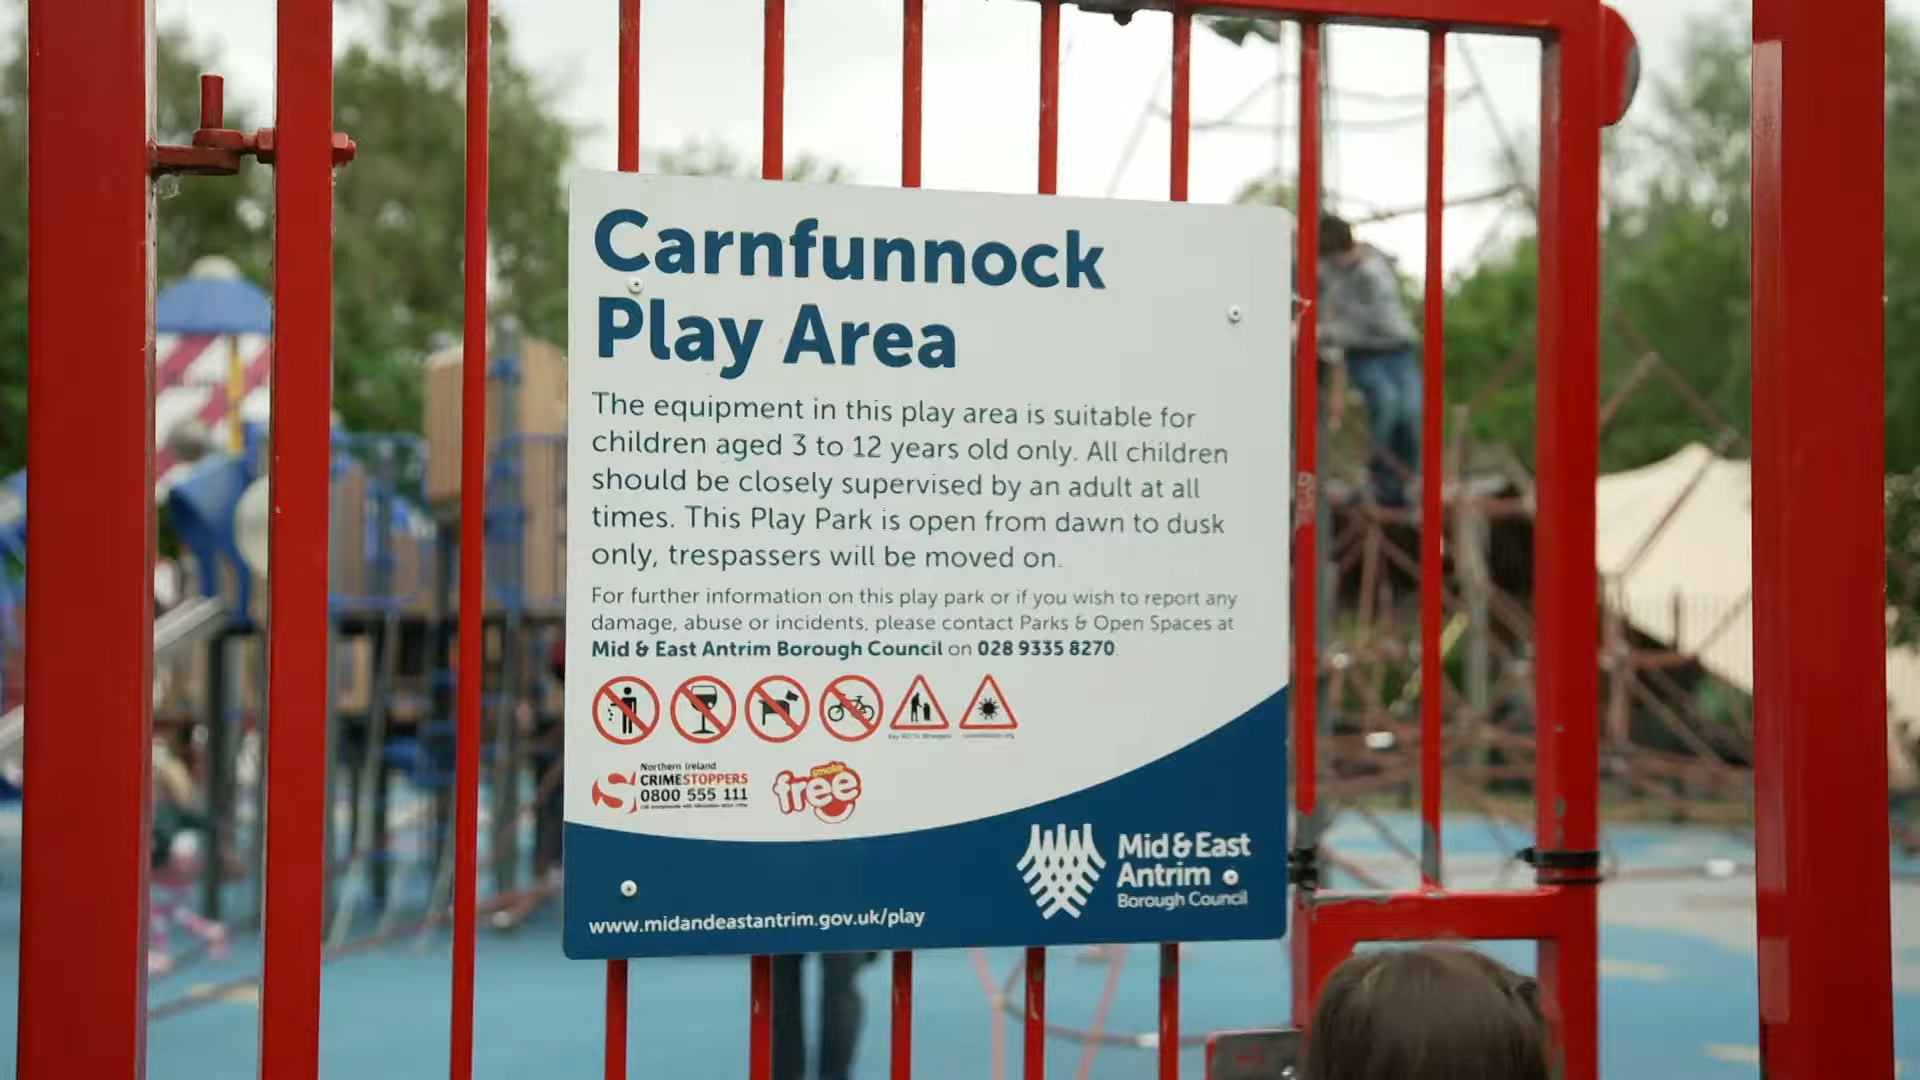 Carnfunnock
Play Area
The equipment in this play area is suitable for
children aged 3 to 12 years old only. All children
should be closely supervised by an adult at all
times. This Play Park is open from dawn to dusk
only, trespassers will be moved on.
For further information on this play park or if you wish to report any
damage, abuse or incidents, please contact Parks & Open Spaces at
Mid & East Antrim Borough Council on 028 9335 8270.
Northern Ireland
CRIMESTOPPERS
0800 555 111
smoke
free
Mid & East
Antrim
Borough Council
www.midandeastantrim.gov.uk/play